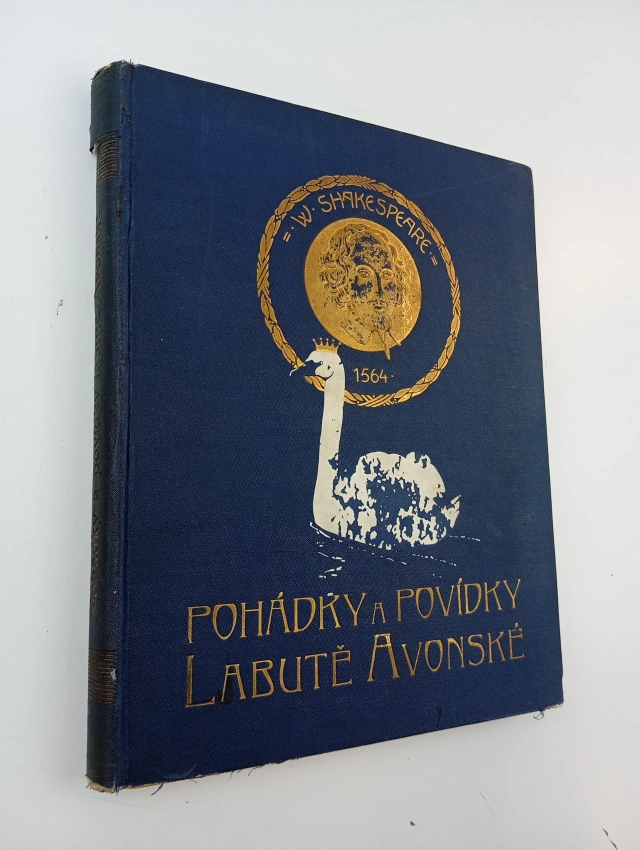 = · W. SHAKESPEARE · =
1564 ·
POHÁDKY A POVÍDKY
LABUTĚ AVONSKÉ